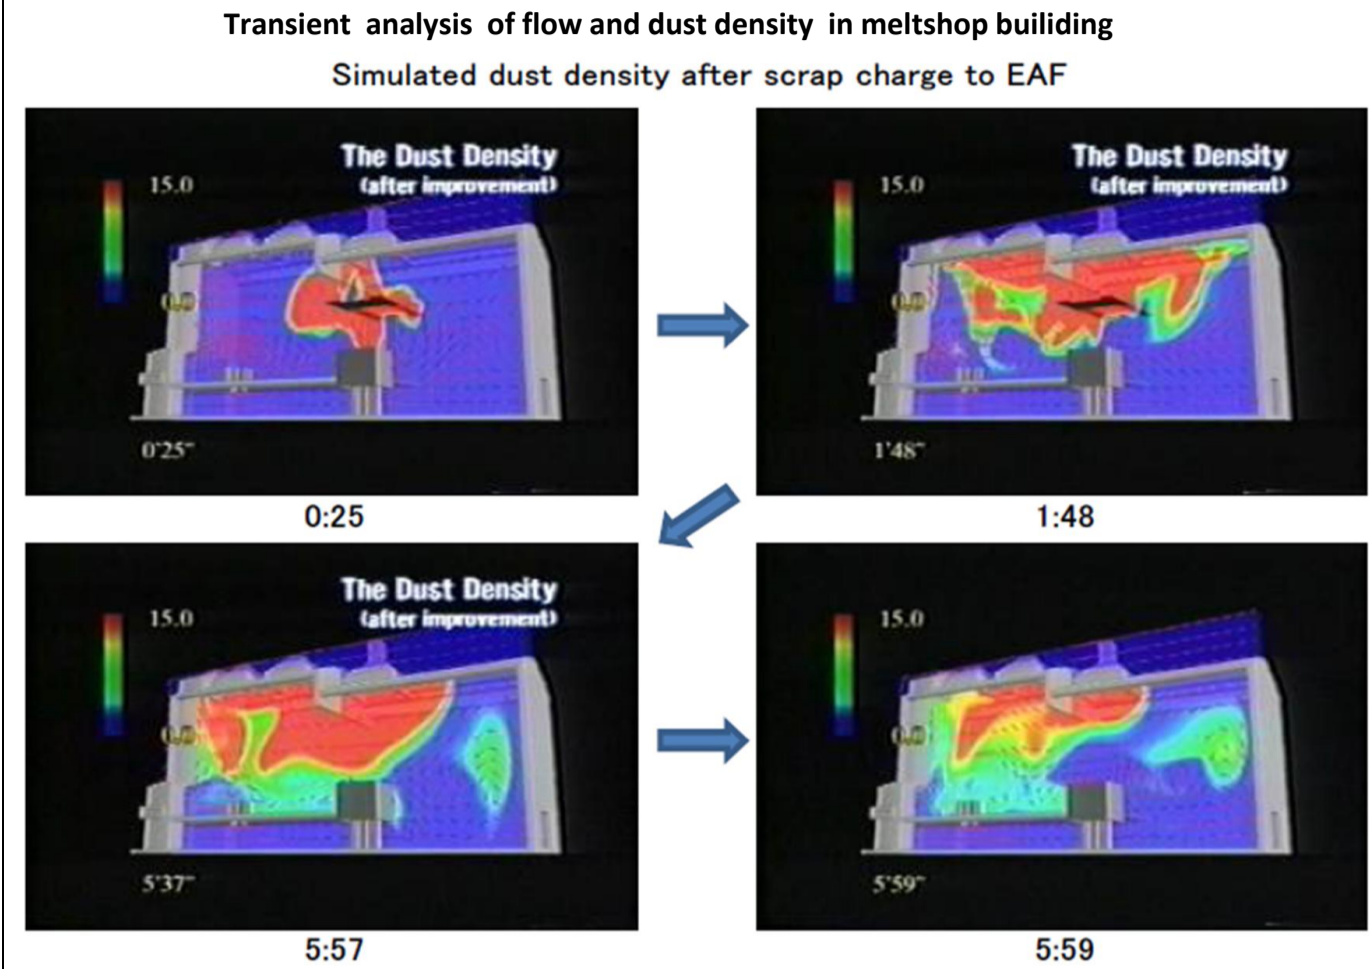 Transient analysis of flow and dust density in meltshop builiding
Simulated dust density after scrap charge to EAF
The Dust Density
(after improvement)
15.0
0.0
0'25"
0:25
The Dust Density
(after improvement)
15.0
0.0
1'48"
1:48
The Dust Density
(after improvement)
15.0
0.0
5'37"
5:57
15.0
0.0
5'59"
5:59